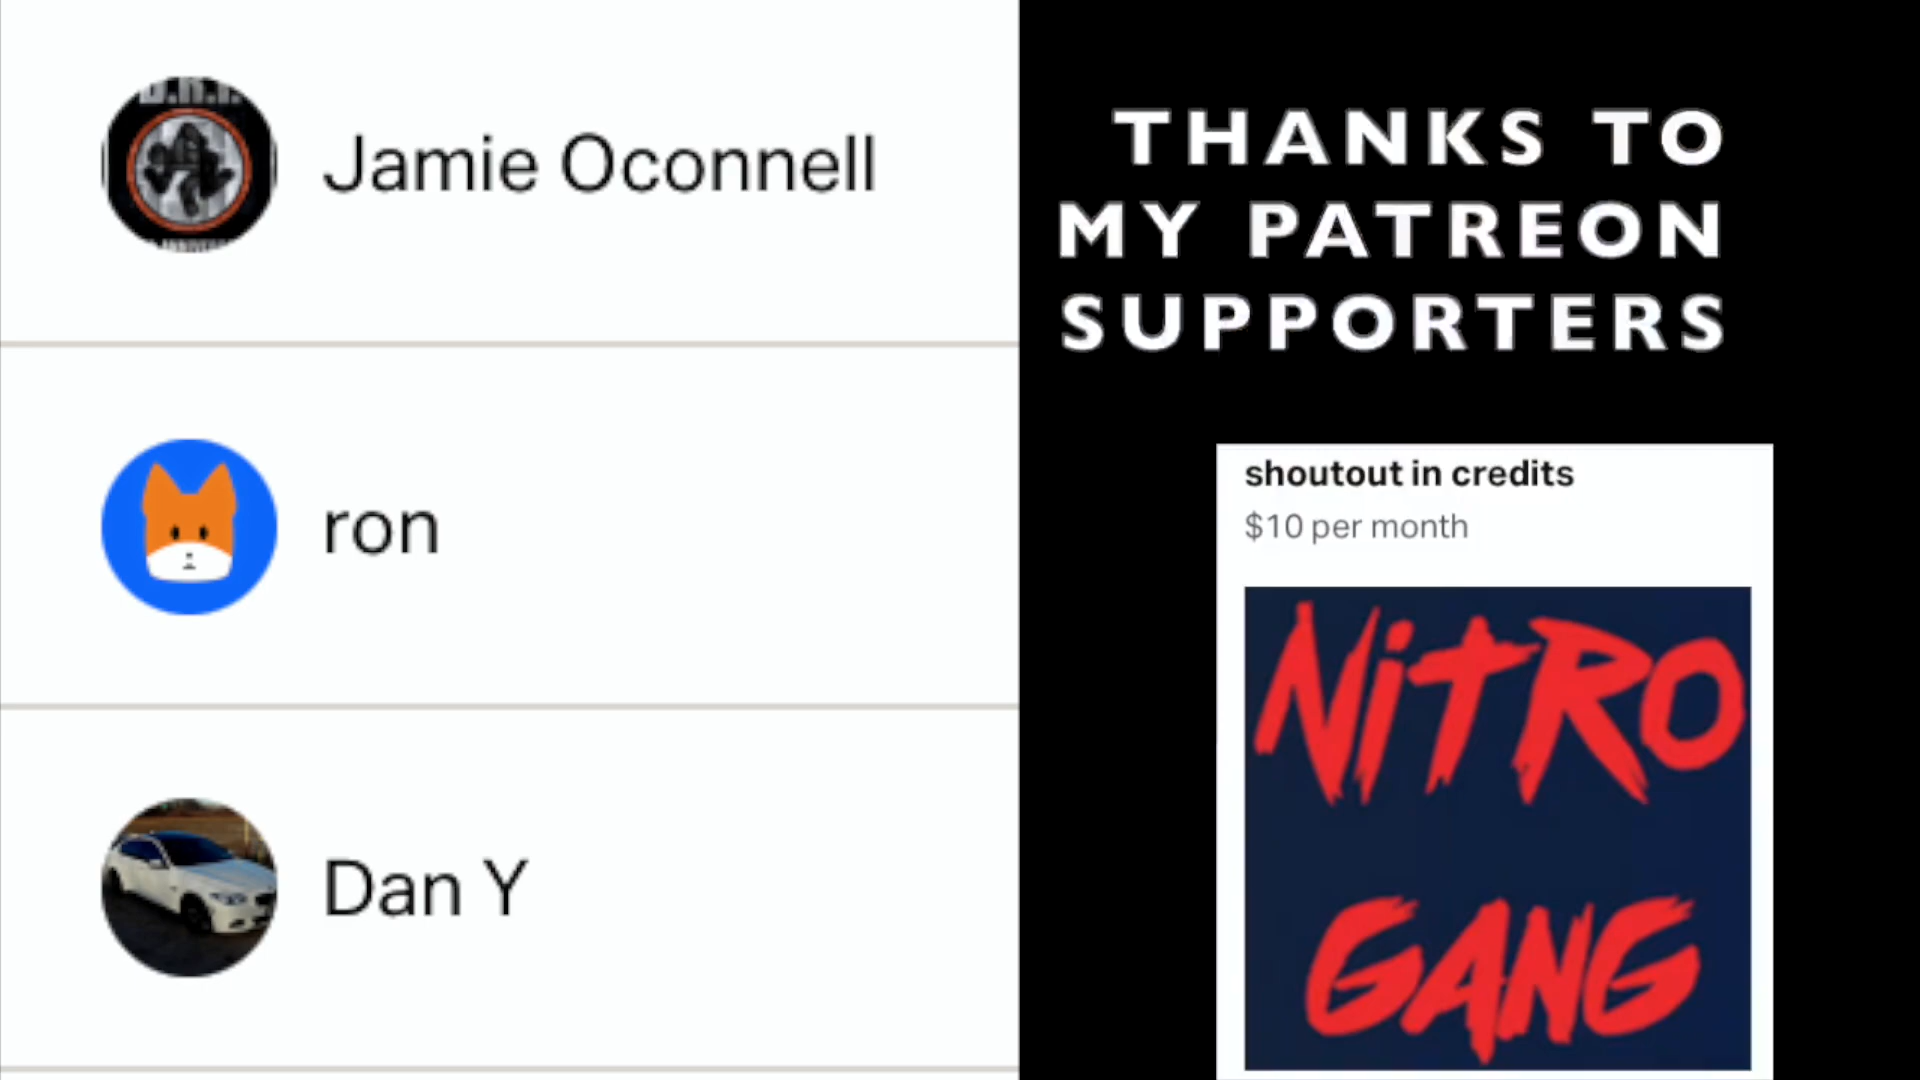 Jamie Oconnell
ron
Dan Y
THANKS TO
MY PATREON
SUPPORTERS
shoutout in credits
$10 per month
NiTRO
GANG